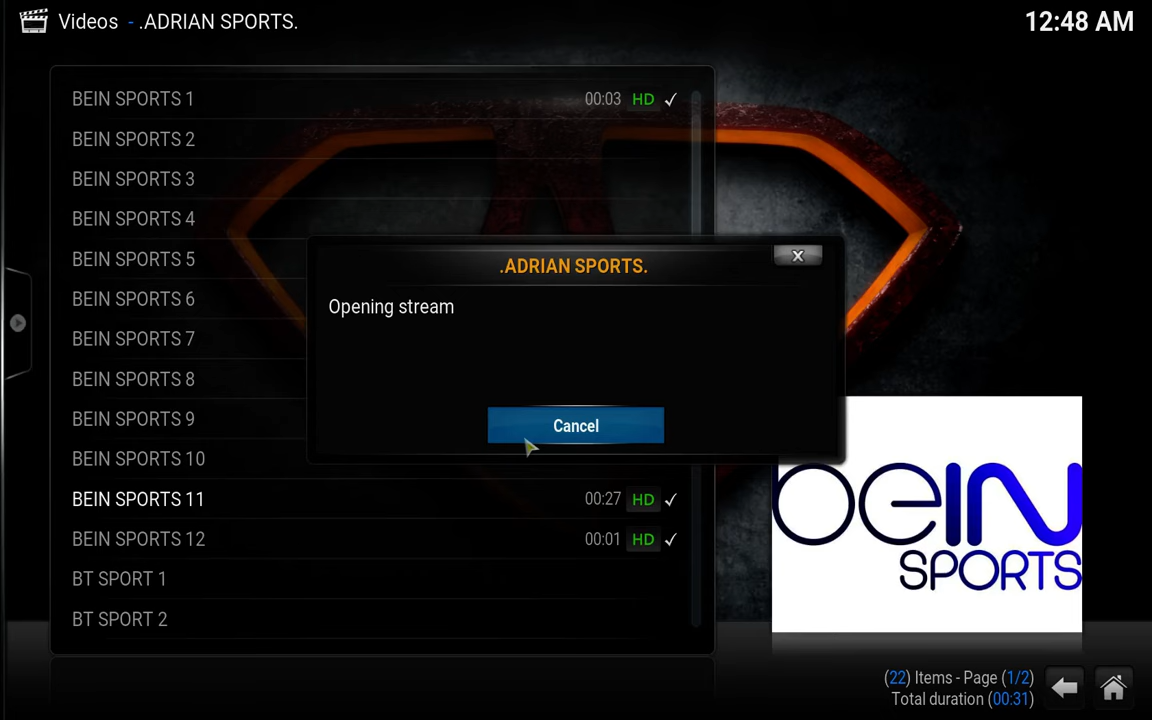 Videos - .ADRIAN SPORTS.
12:48 AM
BEIN SPORTS 1 00:03 HD ✓
BEIN SPORTS 2
BEIN SPORTS 3
BEIN SPORTS 4
BEIN SPORTS 5
BEIN SPORTS 6
BEIN SPORTS 7
BEIN SPORTS 8
BEIN SPORTS 9
BEIN SPORTS 10
BEIN SPORTS 11 00:27 HD ✓
BEIN SPORTS 12 00:01 HD ✓
BT SPORT 1
BT SPORT 2
.ADRIAN SPORTS.
Opening stream
Cancel
beIN
SPORTS
(22) Items - Page (1/2)
Total duration (00:31)